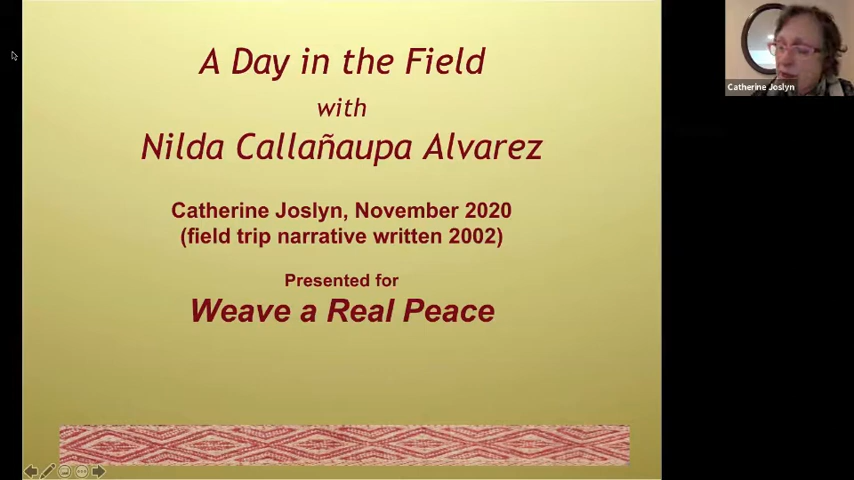 A Day in the Field
with
Nilda Callañaupa Alvarez
Catherine Joslyn, November 2020
(field trip narrative written 2002)
Presented for
Weave a Real Peace
Catherine Joslyn